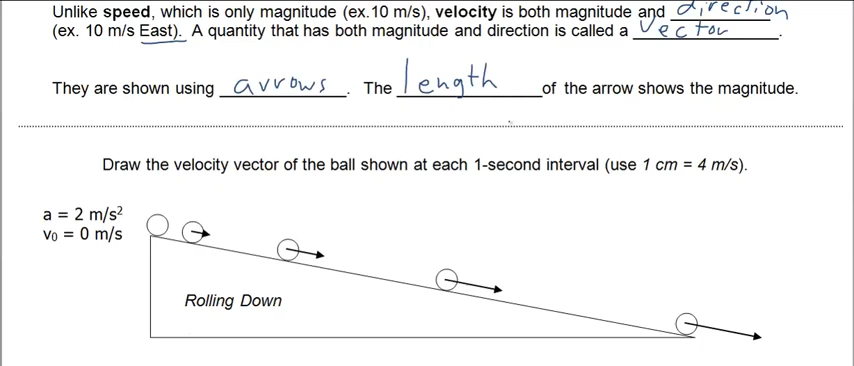 Unlike speed, which is only magnitude (ex.10 m/s), velocity is both magnitude and direction
(ex. 10 m/s East). A quantity that has both magnitude and direction is called a vector.
They are shown using arrows. The length of the arrow shows the magnitude.
Draw the velocity vector of the ball shown at each 1-second interval (use 1 cm = 4 m/s).
a = 2 m/s²
v₀ = 0 m/s
Rolling Down